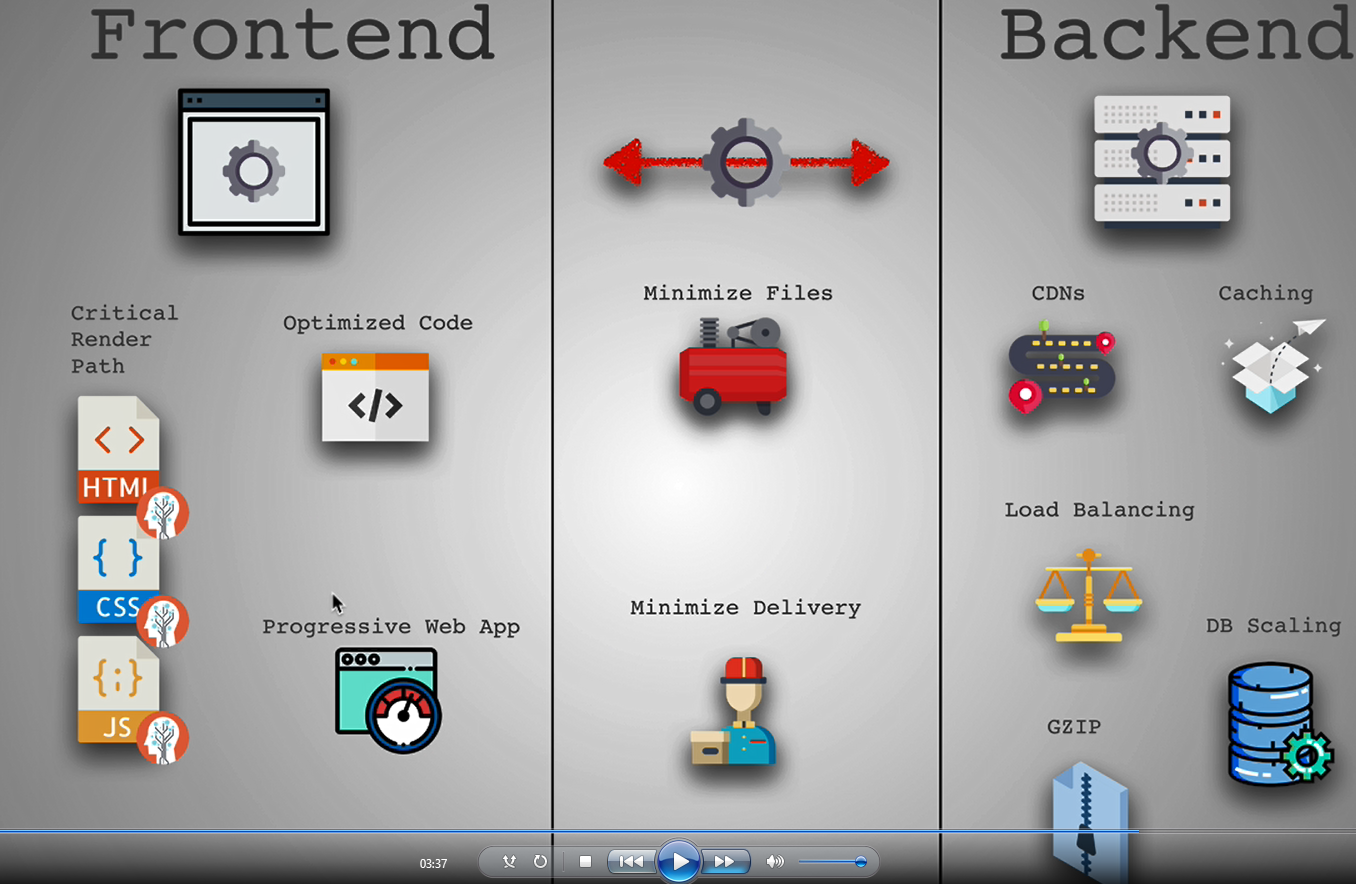 Frontend
Backend
Critical
Render
Path
Optimized Code
HTML
CSS
JS
Progressive Web App
Minimize Files
Minimize Delivery
CDNs
Caching
Load Balancing
DB Scaling
GZIP
03:37